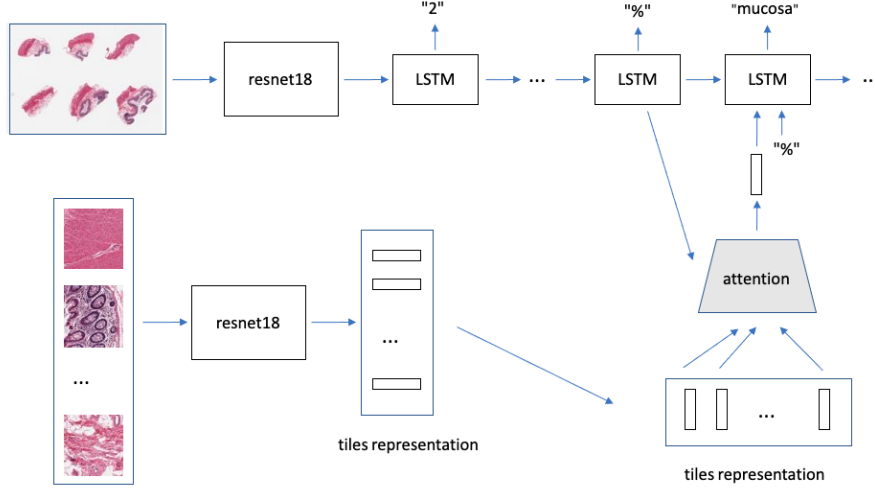 "2"
"%"
"mucosa"
resnet18
LSTM
...
LSTM
LSTM
..
"%"
attention
resnet18
...
...
...
tiles representation
tiles representation